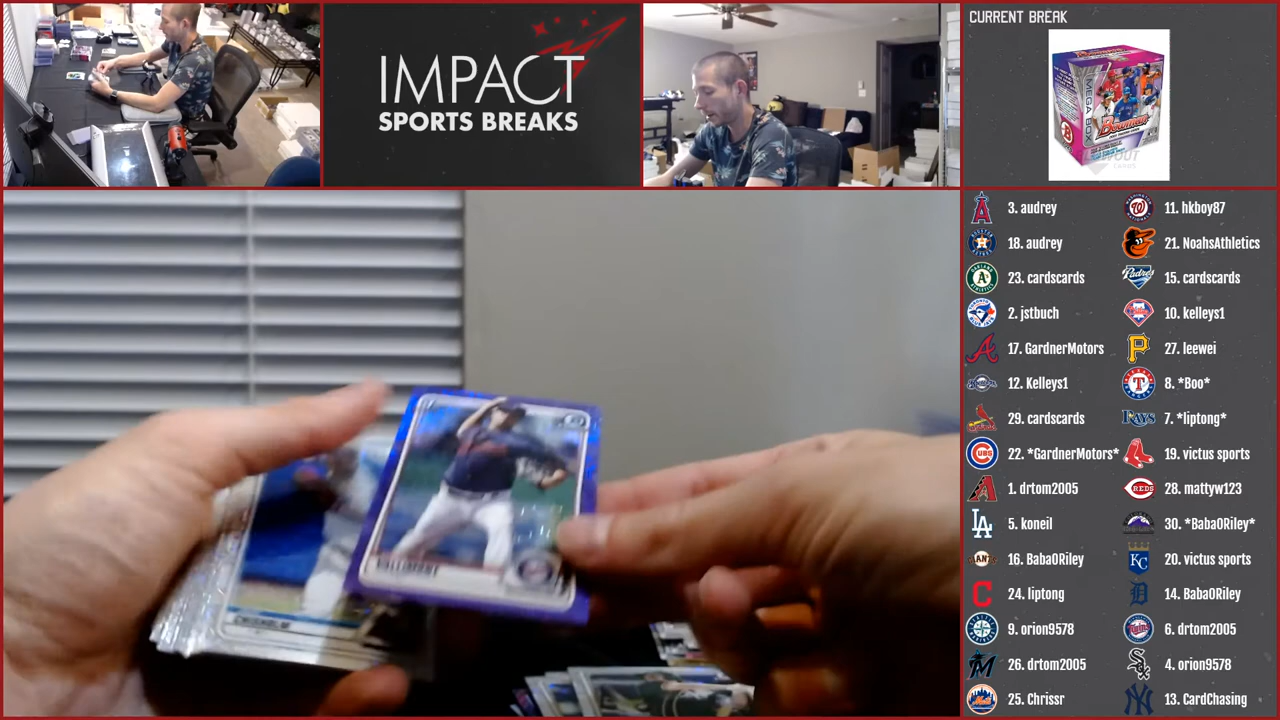 IMPACT
SPORTS BREAKS
CURRENT BREAK
MEGA BOX
Bowman
3. audrey
18. audrey
23. cardscards
2. jstbuch
17. GardnerMotors
12. Kelleys1
29. cardscards
22. *GardnerMotors*
1. drtom2005
5. koneil
16. BabaORiley
24. liptong
9. orion9578
26. drtom2005
25. Chrissr
11. hkboy87
21. NoahsAthletics
15. cardscards
10. kelleys1
27. leewei
8. *Boo*
7. *liptong*
19. victus sports
28. mattyw123
30. *BabaORiley*
20. victus sports
14. BabaORiley
6. drtom2005
4. orion9578
13. CardChasing